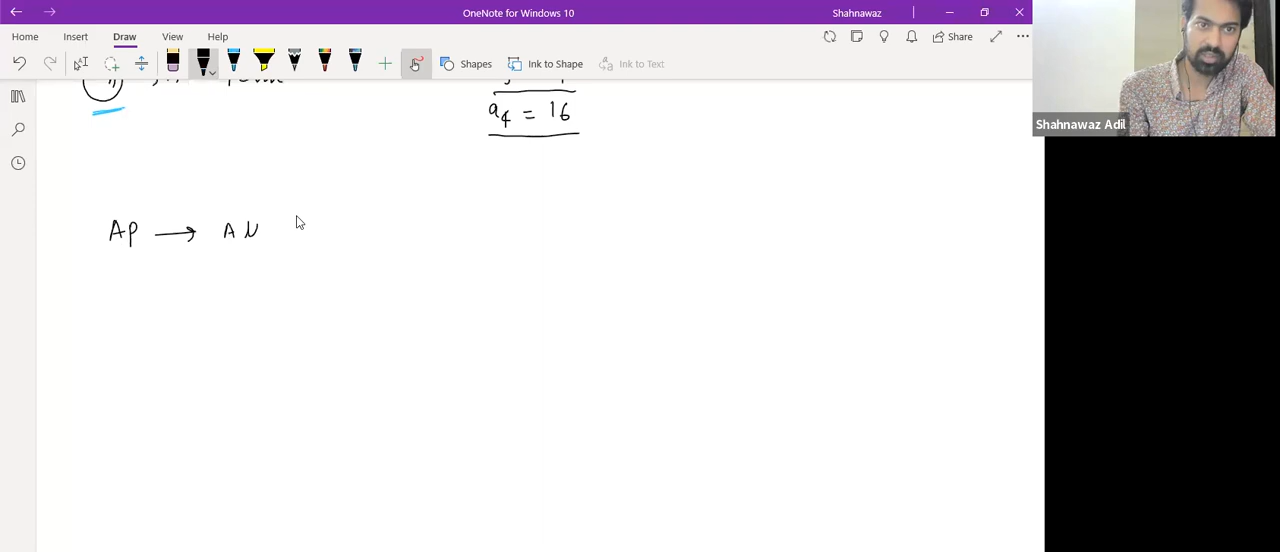 OneNote for Windows 10
Shahnawaz
Home Insert Draw View Help
Share
Shapes Ink to Shape Ink to Text
a4 = 16
Shahnawaz Adil
AP → AN